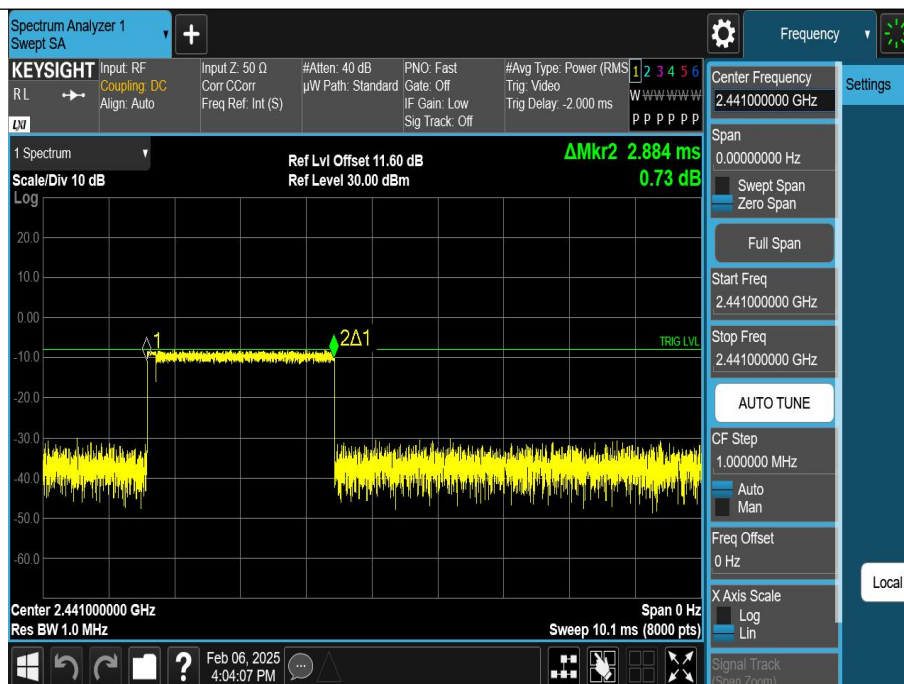 Spectrum Analyzer 1
Swept SA
+
Frequency
KEYSIGHT
RL
LXI
Input: RF
Coupling: DC
Align: Auto
Input Z: 50 Ω
Corr CCorr
Freq Ref: Int (S)
#Atten: 40 dB
µW Path: Standard
PNO: Fast
Gate: Off
IF Gain: Low
Sig Track: Off
#Avg Type: Power (RMS
Trig: Video
Trig Delay: -2.000 ms
1 2 3 4 5 6
W W W W W W
P P P P P P
1 Spectrum
Scale/Div 10 dB
Log
Ref Lvl Offset 11.60 dB
Ref Level 30.00 dBm
ΔMkr2 2.884 ms
0.73 dB
20.0
10.0
0.00
-10.0
-20.0
-30.0
-40.0
-50.0
-60.0
1
2Δ1
TRIG LVL
Center 2.441000000 GHz
Res BW 1.0 MHz
Span 0 Hz
Sweep 10.1 ms (8000 pts)
Center Frequency
2.441000000 GHz
Span
0.00000000 Hz
Swept Span
Zero Span
Full Span
Start Freq
2.441000000 GHz
Stop Freq
2.441000000 GHz
AUTO TUNE
CF Step
1.000000 MHz
Auto
Man
Freq Offset
0 Hz
X Axis Scale
Log
Lin
Signal Track
(Span Zoom)
Settings
Local
?
Feb 06, 2025
4:04:07 PM